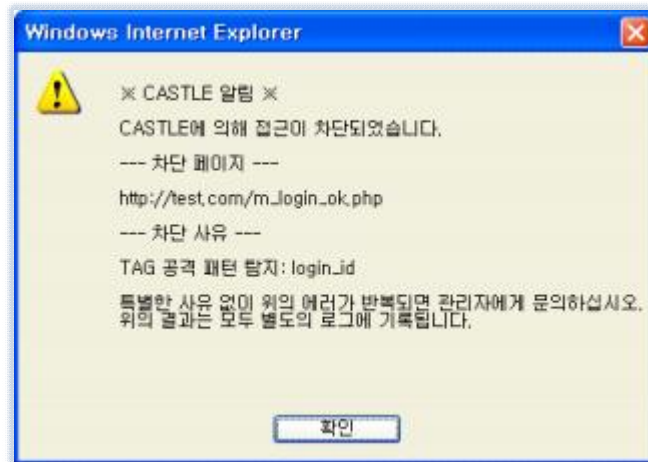 Windows Internet Explorer
※ CASTLE 알림 ※
CASTLE에 의해 접근이 차단되었습니다.
--- 차단 페이지 ---
http://test.com/m_login_ok.php
--- 차단 사유 ---
TAG 공격 패턴 탐지: login_id
특별한 사유 없이 위의 에러가 반복되면 관리자에게 문의하십시오.
위의 결과는 모두 별도의 로그에 기록됩니다.
확인